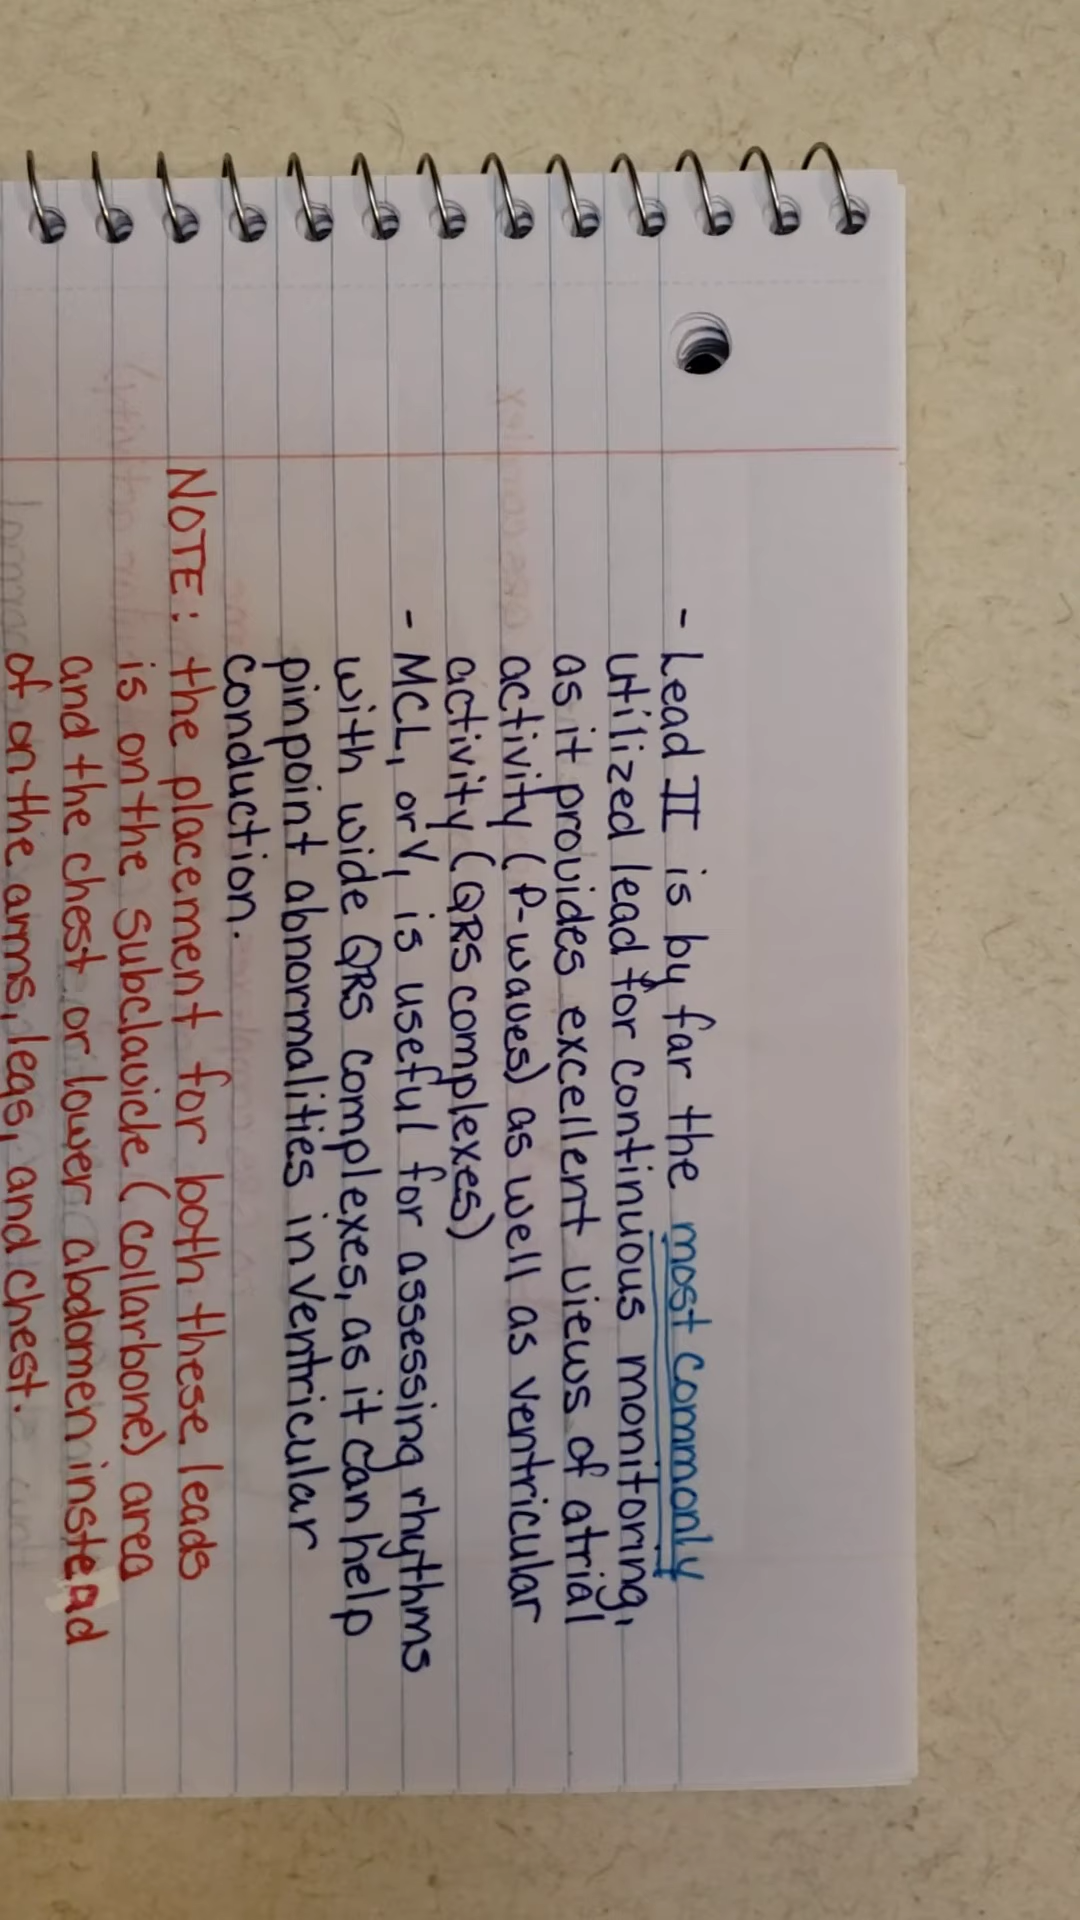 - Lead II is by far the most commonly
utilized lead for continuous monitoring,
as it provides excellent views of atrial
activity (P-waves) as well as ventricular
activity (QRS complexes)
- MCL, or V, is useful for assessing rhythms
with wide QRS complexes, as it can help
pinpoint abnormalities in ventricular
conduction.
NOTE: the placement for both these leads
is on the subclavicle (collarbone) area
and the chest or lower abdomen instead
of on the arms, legs, and chest.